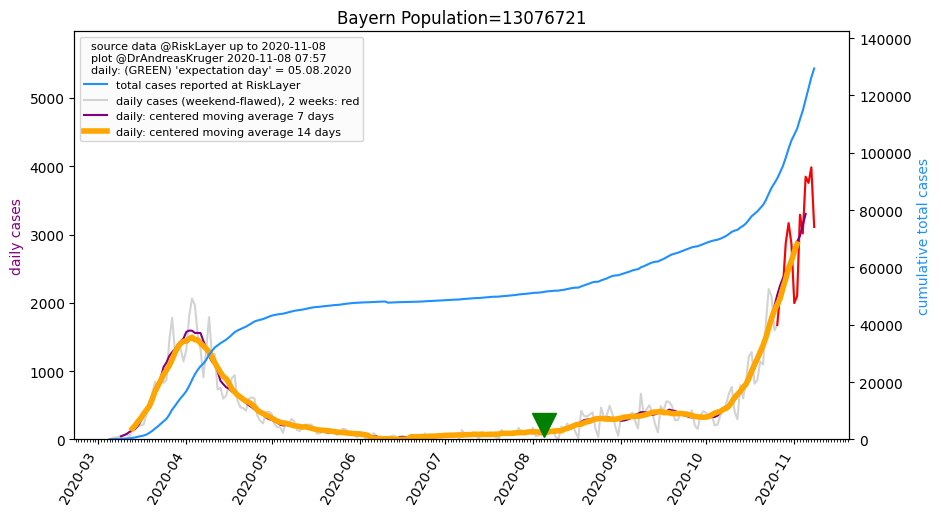 Bayern Population=13076721
source data @RiskLayer up to 2020-11-08
plot @DrAndreasKruger 2020-11-08 07:57
daily: (GREEN) 'expectation day' = 05.08.2020
total cases reported at RiskLayer
daily cases (weekend-flawed), 2 weeks: red
daily: centered moving average 7 days
daily: centered moving average 14 days
daily cases
5000
4000
3000
2000
1000
0
140000
120000
100000
80000
60000
40000
20000
0
cumulative total cases
2020-03
2020-04
2020-05
2020-06
2020-07
2020-08
2020-09
2020-10
2020-11